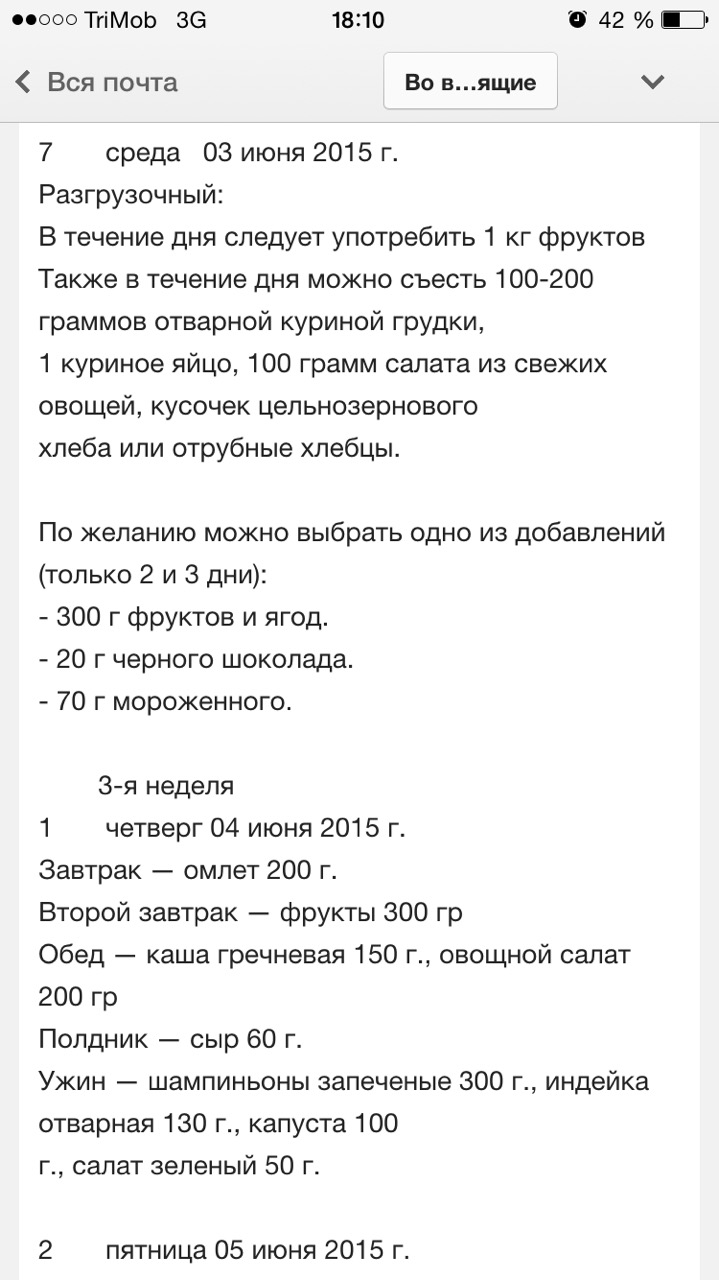 TriMob 3G 18:10 42 %
Вся почта Во в...ящие
7 среда 03 июня 2015 г.
Разгрузочный:
В течение дня следует употребить 1 кг фруктов
Также в течение дня можно съесть 100-200
граммов отварной куриной грудки,
1 куриное яйцо, 100 грамм салата из свежих
овощей, кусочек цельнозернового
хлеба или отрубные хлебцы.
По желанию можно выбрать одно из добавлений
(только 2 и 3 дни):
- 300 г фруктов и ягод.
- 20 г черного шоколада.
- 70 г мороженного.
3-я неделя
1 четверг 04 июня 2015 г.
Завтрак — омлет 200 г.
Второй завтрак — фрукты 300 гр
Обед — каша гречневая 150 г., овощной салат
200 гр
Полдник — сыр 60 г.
Ужин — шампиньоны запеченые 300 г., индейка
отварная 130 г., капуста 100
г., салат зеленый 50 г.
2 пятница 05 июня 2015 г.